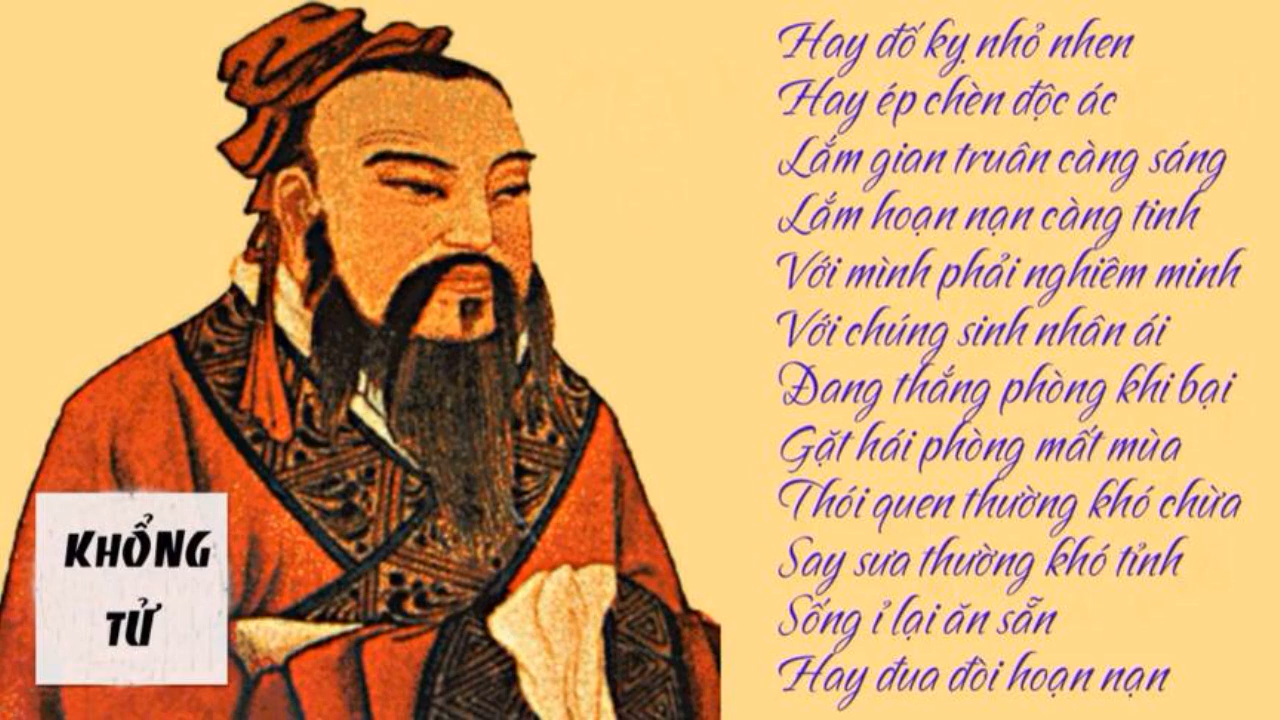 Hay đố kỵ nhỏ nhen
Hay ép chèn độc ác
Lắm gian truân càng sáng
Lắm hoạn nạn càng tinh
Với mình phải nghiêm minh
Với chúng sinh nhân ái
Đang thắng phòng khi bại
Gặt hái phòng mất mùa
Thói quen thường khó chừa
Say sưa thường khó tỉnh
Sống ỉ lại ăn sẵn
Hay đua đòi hoạn nạn
KHỔNG
TỬ